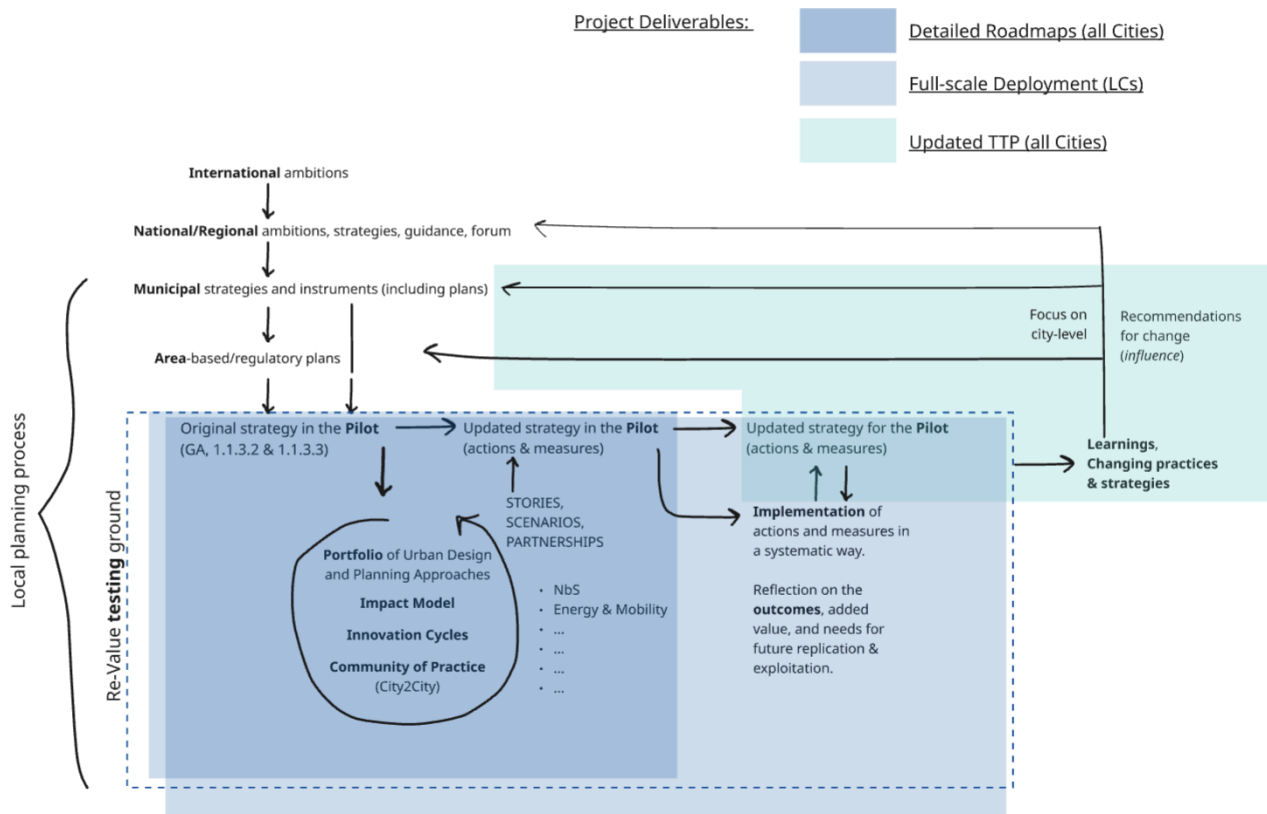 Project Deliverables:
Detailed Roadmaps (all Cities)
Full-scale Deployment (LCs)
Updated TTP (all Cities)
International ambitions
National/Regional ambitions, strategies, guidance, forum
Municipal strategies and instruments (including plans)
Area-based/regulatory plans
Focus on
city-level
Recommendations
for change
(influence)
Local planning process
Re-Value testing ground
Original strategy in the Pilot
(GA, 1.1.3.2 & 1.1.3.3)
Updated strategy in the Pilot
(actions & measures)
Updated strategy for the Pilot
(actions & measures)
Learnings,
Changing practices
& strategies
STORIES,
SCENARIOS,
PARTNERSHIPS
Portfolio of Urban Design
and Planning Approaches
Impact Model
Innovation Cycles
Community of Practice
(City2City)
· NbS
· Energy & Mobility
· ...
· ...
· ...
· ...
Implementation of
actions and measures in
a systematic way.
Reflection on the
outcomes, added
value, and needs for
future replication &
exploitation.